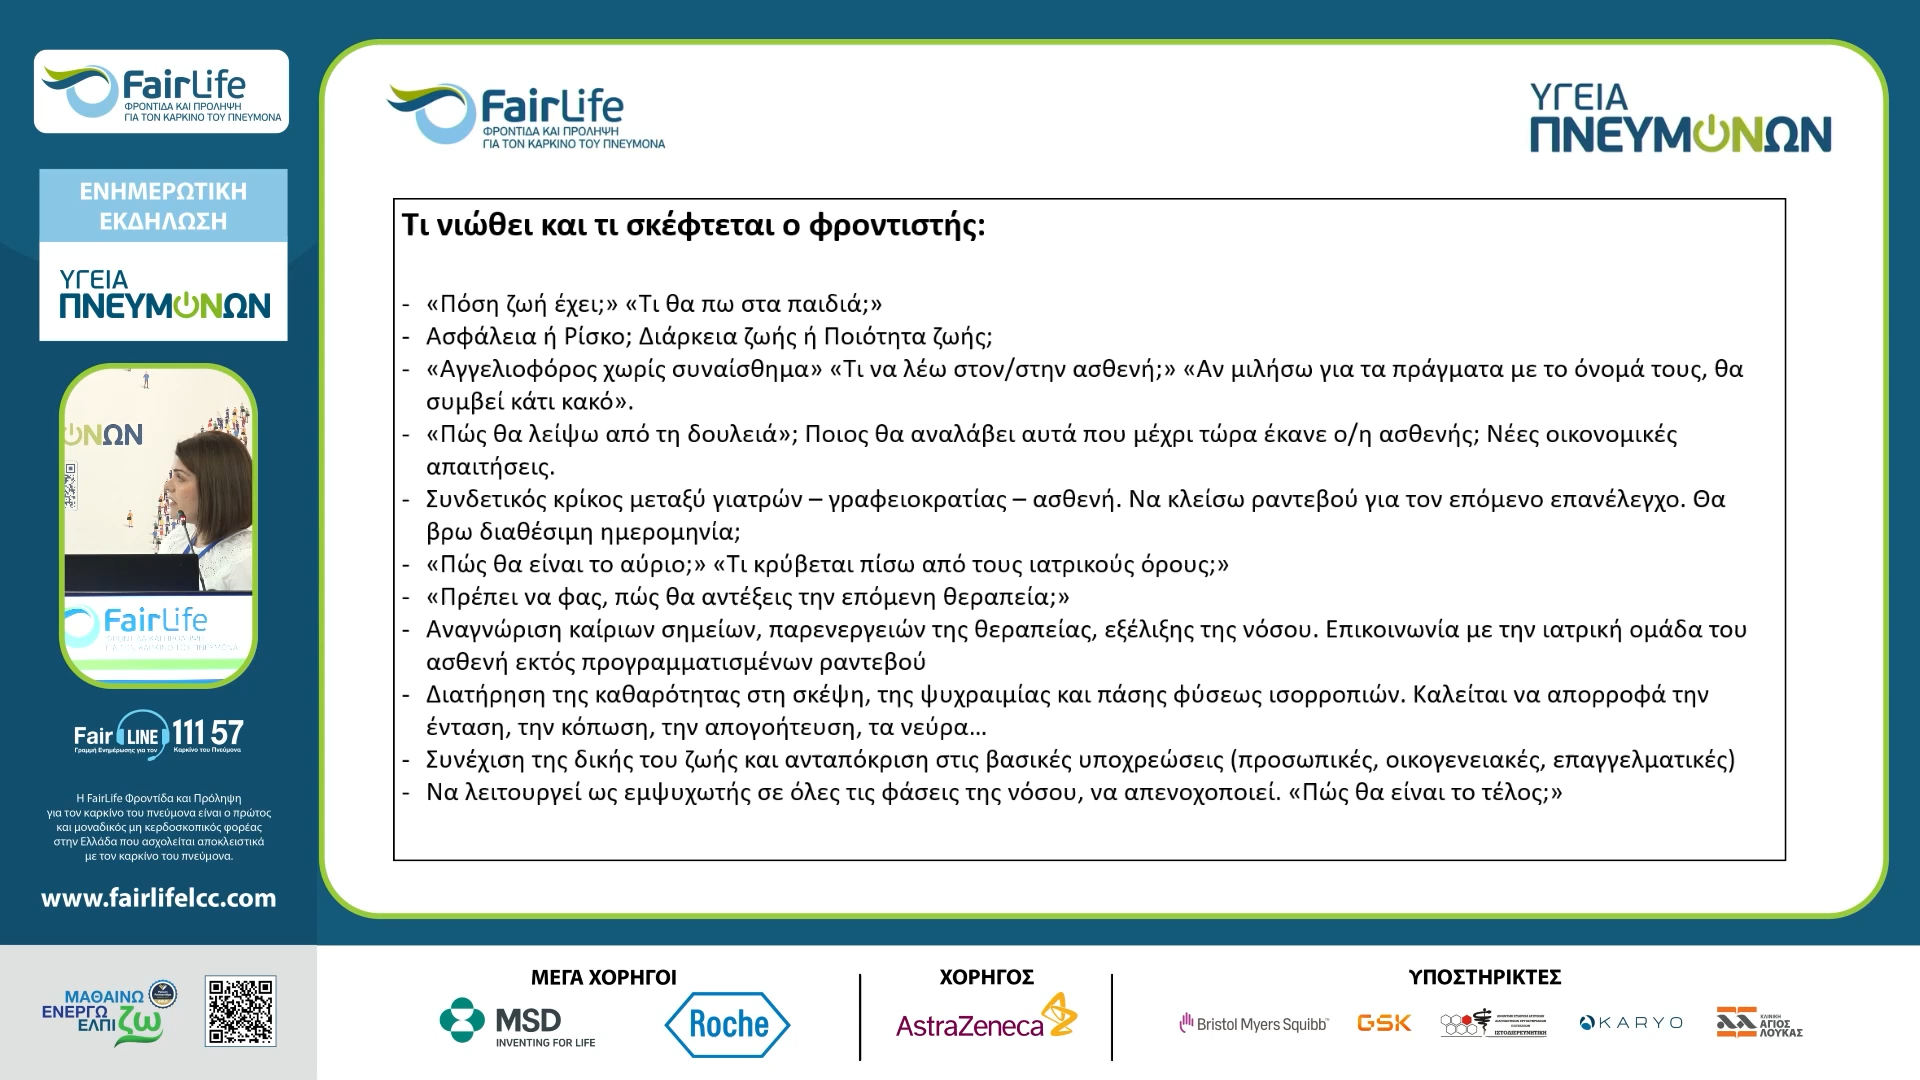 FairLife
ΦΡΟΝΤΙΔΑ ΚΑΙ ΠΡΟΛΗΨΗ
ΓΙΑ ΤΟΝ ΚΑΡΚΙΝΟ ΤΟΥ ΠΝΕΥΜΟΝΑ
ΕΝΗΜΕΡΩΤΙΚΗ
ΕΚΔΗΛΩΣΗ
ΥΓΕΙΑ
ΠΝΕΥΜΟΝΩΝ
ΟΝΩΝ
FairLife
Fair LINE 111 57
Γραμμή Ενημέρωσης για τον Καρκίνο του Πνεύμονα
Η FairLife Φροντίδα και Πρόληψη
για τον καρκίνο του πνεύμονα είναι ο πρώτος
και μοναδικός μη κερδοσκοπικός φορέας
στην Ελλάδα που ασχολείται αποκλειστικά
με τον καρκίνο του πνεύμονα.
www.fairlifelcc.com
ΜΑΘΑΙΝΩ
ΕΝΕΡΓΩ
ΕΛΠΙζω
FairLife
ΦΡΟΝΤΙΔΑ ΚΑΙ ΠΡΟΛΗΨΗ
ΓΙΑ ΤΟΝ ΚΑΡΚΙΝΟ ΤΟΥ ΠΝΕΥΜΟΝΑ
ΥΓΕΙΑ
ΠΝΕΥΜΟΝΩΝ
Τι νιώθει και τι σκέφτεται ο φροντιστής:
- «Πόση ζωή έχει;» «Τι θα πω στα παιδιά;»
- Ασφάλεια ή Ρίσκο; Διάρκεια ζωής ή Ποιότητα ζωής;
- «Αγγελιοφόρος χωρίς συναίσθημα» «Τι να λέω στον/στην ασθενή;» «Αν μιλήσω για τα πράγματα με το όνομά τους, θα
συμβεί κάτι κακό».
- «Πώς θα λείψω από τη δουλειά»; Ποιος θα αναλάβει αυτά που μέχρι τώρα έκανε ο/η ασθενής; Νέες οικονομικές
απαιτήσεις.
- Συνδετικός κρίκος μεταξύ γιατρών – γραφειοκρατίας – ασθενή. Να κλείσω ραντεβού για τον επόμενο επανέλεγχο. Θα
βρω διαθέσιμη ημερομηνία;
- «Πώς θα είναι το αύριο;» «Τι κρύβεται πίσω από τους ιατρικούς όρους;»
- «Πρέπει να φας, πώς θα αντέξεις την επόμενη θεραπεία;»
- Αναγνώριση καίριων σημείων, παρενεργειών της θεραπείας, εξέλιξης της νόσου. Επικοινωνία με την ιατρική ομάδα του
ασθενή εκτός προγραμματισμένων ραντεβού
- Διατήρηση της καθαρότητας στη σκέψη, της ψυχραιμίας και πάσης φύσεως ισορροπιών. Καλείται να απορροφά την
ένταση, την κόπωση, την απογοήτευση, τα νεύρα…
- Συνέχιση της δικής του ζωής και ανταπόκριση στις βασικές υποχρεώσεις (προσωπικές, οικογενειακές, επαγγελματικές)
- Να λειτουργεί ως εμψυχωτής σε όλες τις φάσεις της νόσου, να απενοχοποιεί. «Πώς θα είναι το τέλος;»
ΜΕΓΑ ΧΟΡΗΓΟΙ
MSD
INVENTING FOR LIFE
Roche
ΧΟΡΗΓΟΣ
AstraZeneca
ΥΠΟΣΤΗΡΙΚΤΕΣ
Bristol Myers Squibb™
GSK
ΙΣΤΟΔΙΕΡΕΥΝΗΤΙΚΗ
KARYO
ΚΛΙΝΙΚΗ
ΑΓΙΟΣ
ΛΟΥΚΑΣ